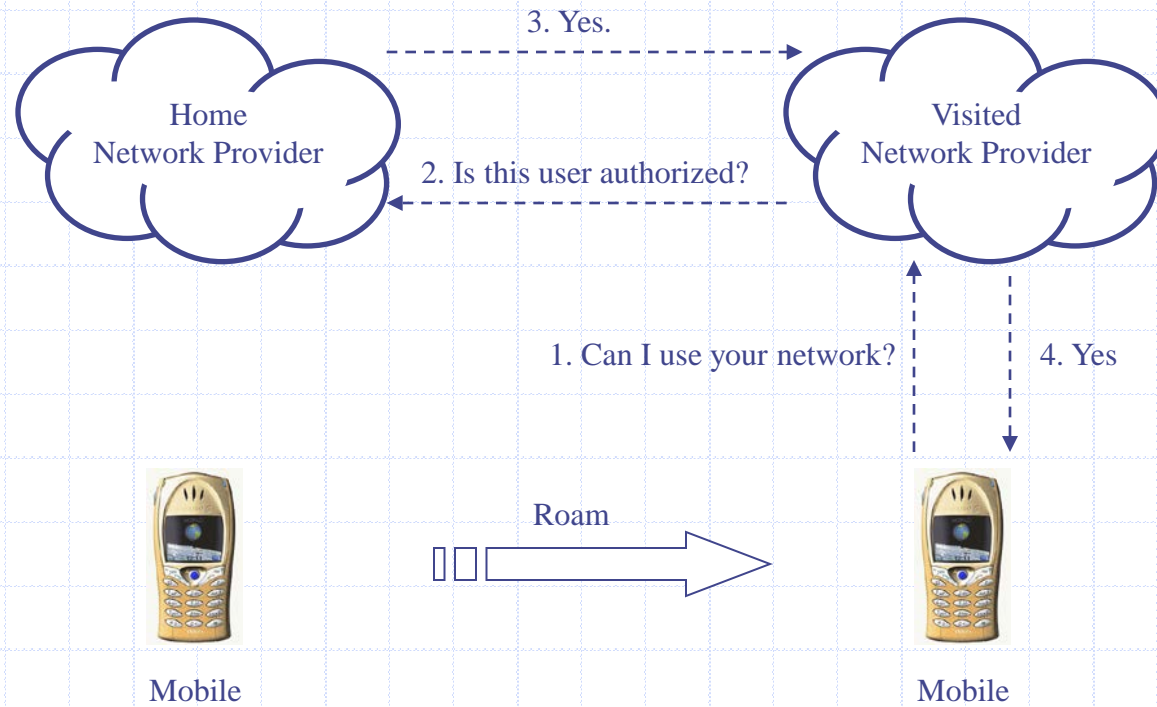 3. Yes.
Home
Network Provider
Visited
Network Provider
2. Is this user authorized?
1. Can I use your network?
4. Yes
Roam
Mobile
Mobile